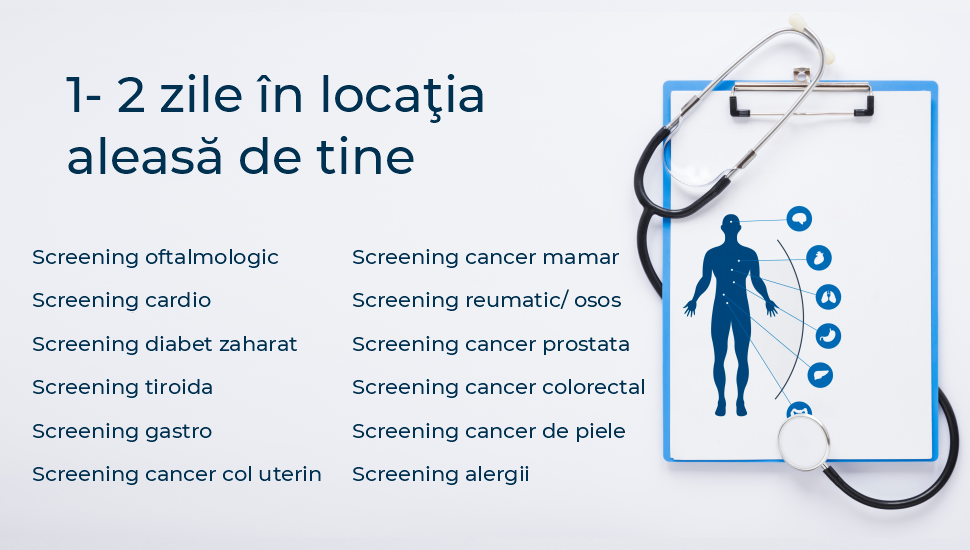 1- 2 zile în locaţia
aleasă de tine
Screening oftalmologic
Screening cardio
Screening diabet zaharat
Screening tiroida
Screening gastro
Screening cancer col uterin
Screening cancer mamar
Screening reumatic/ osos
Screening cancer prostata
Screening cancer colorectal
Screening cancer de piele
Screening alergii